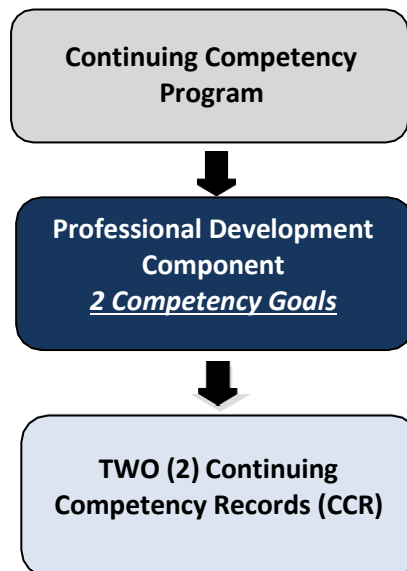 Continuing Competency
Program
Professional Development
Component
2 Competency Goals
TWO (2) Continuing
Competency Records (CCR)